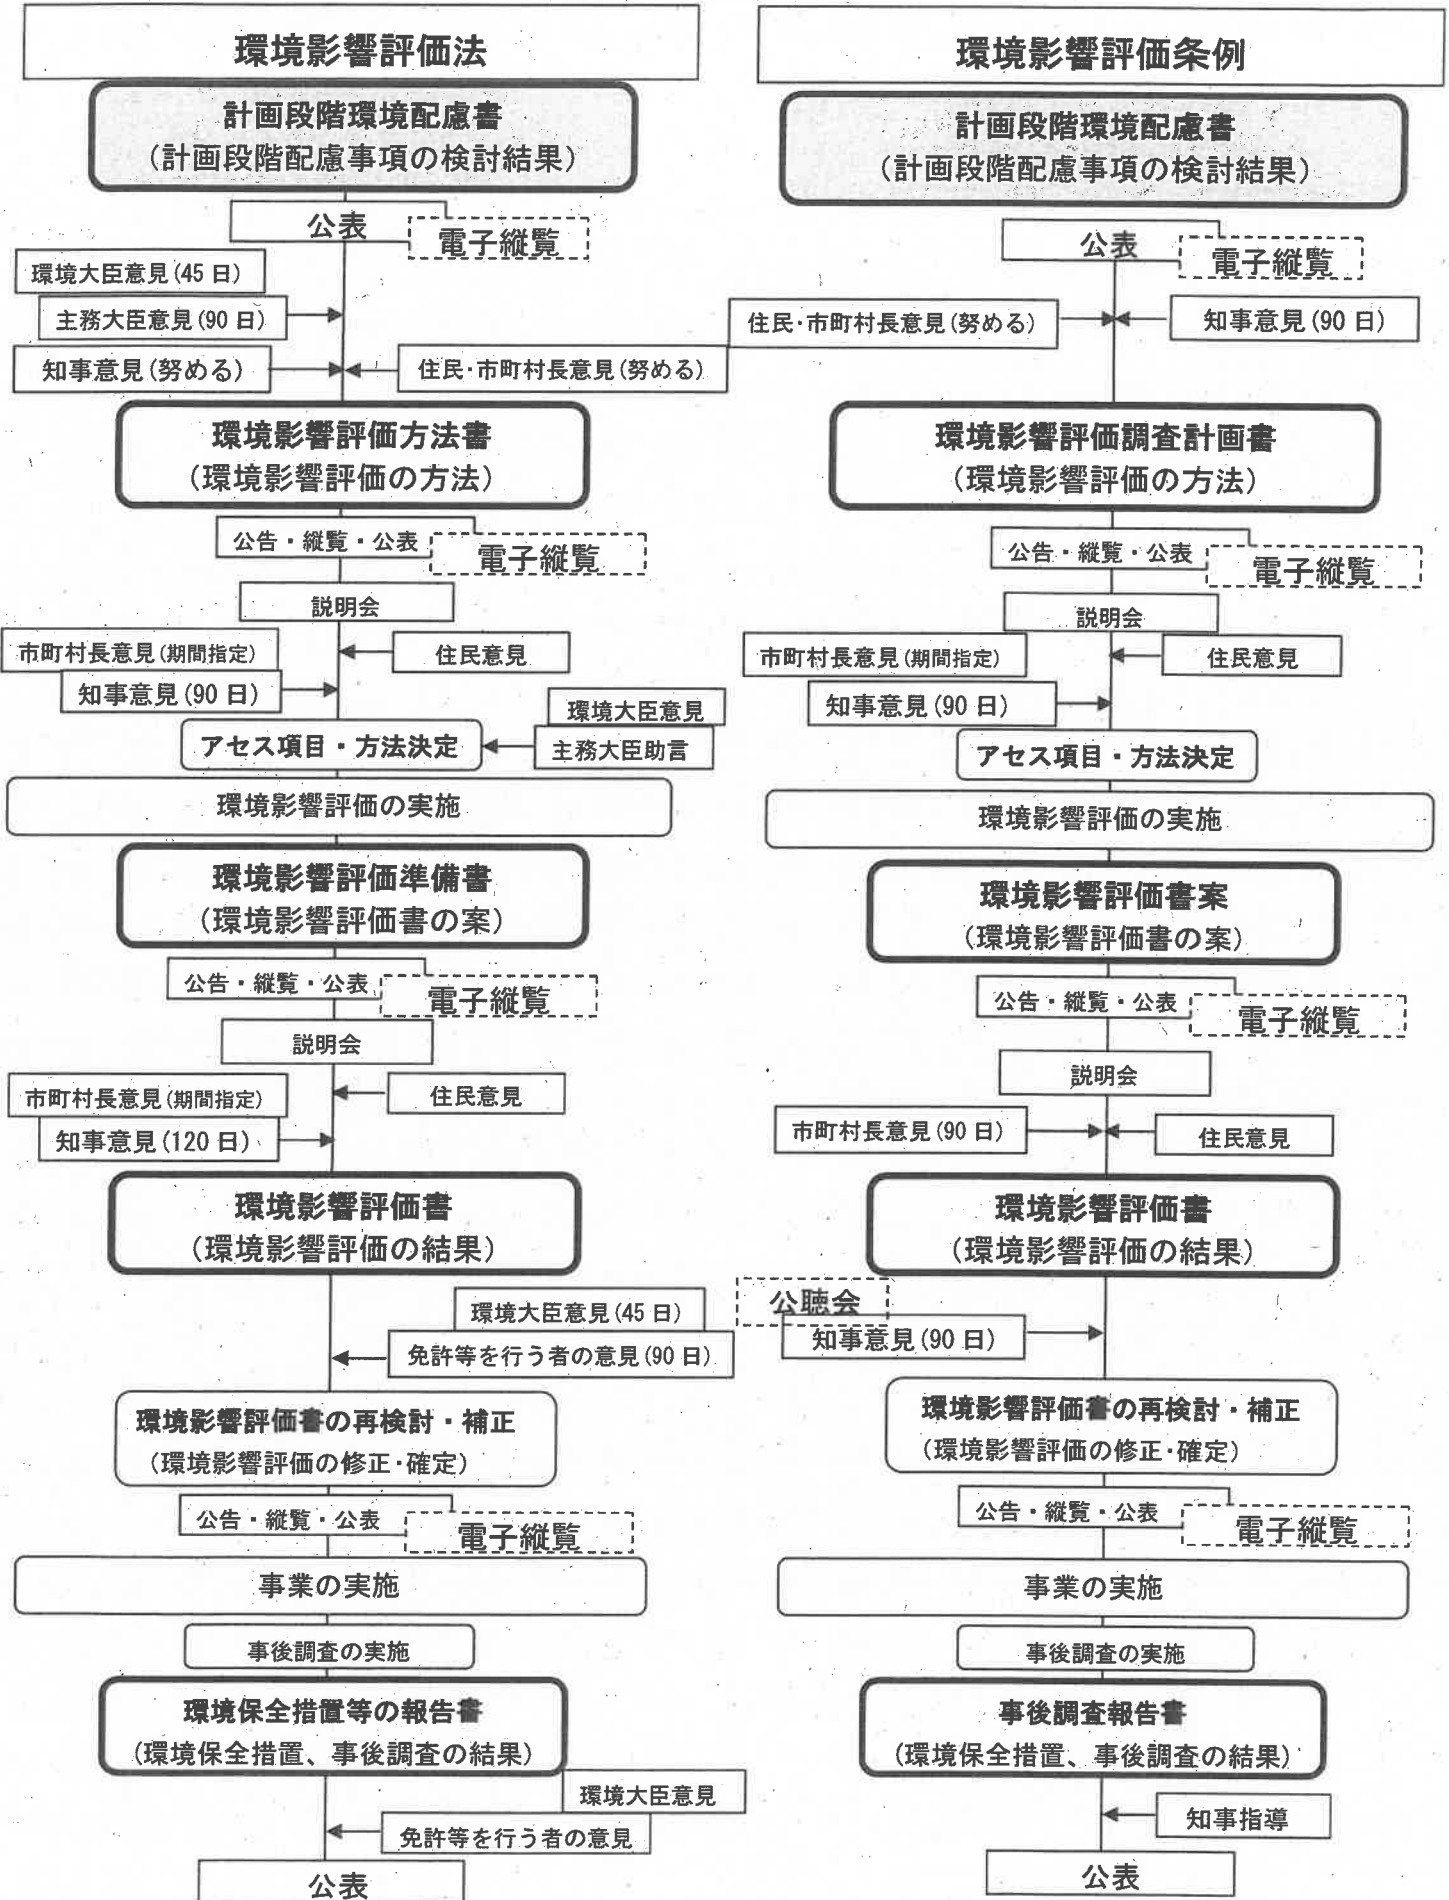 環境影響評価法
計画段階環境配慮書
(計画段階配慮事項の検討結果)
公表
電子縦覧
環境大臣意見(45日)
主務大臣意見(90日)
知事意見(努める)
住民・市町村長意見(努める)
環境影響評価方法書
(環境影響評価の方法)
公告・縦覧・公表
電子縦覧
説明会
市町村長意見(期間指定)
住民意見
知事意見(90日)
環境大臣意見
アセス項目・方法決定
主務大臣助言
環境影響評価の実施
環境影響評価準備書
(環境影響評価書の案)
公告・縦覧・公表
電子縦覧
説明会
市町村長意見(期間指定)
住民意見
知事意見(120日)
環境影響評価書
(環境影響評価の結果)
環境大臣意見(45日)
免許等を行う者の意見(90日)
環境影響評価書の再検討・補正
(環境影響評価の修正・確定)
公告・縦覧・公表
電子縦覧
事業の実施
事後調査の実施
環境保全措置等の報告書
(環境保全措置、事後調査の結果)
環境大臣意見
免許等を行う者の意見
公表
環境影響評価条例
計画段階環境配慮書
(計画段階配慮事項の検討結果)
公表
電子縦覧
住民・市町村長意見(努める)
知事意見(90日)
環境影響評価調査計画書
(環境影響評価の方法)
公告・縦覧・公表
電子縦覧
説明会
市町村長意見(期間指定)
住民意見
知事意見(90日)
アセス項目・方法決定
環境影響評価の実施
環境影響評価書案
(環境影響評価書の案)
公告・縦覧・公表
電子縦覧
説明会
市町村長意見(90日)
住民意見
環境影響評価書
(環境影響評価の結果)
公聴会
知事意見(90日)
環境影響評価書の再検討・補正
(環境影響評価の修正・確定)
公告・縦覧・公表
電子縦覧
事業の実施
事後調査の実施
事後調査報告書
(環境保全措置、事後調査の結果)
知事指導
公表